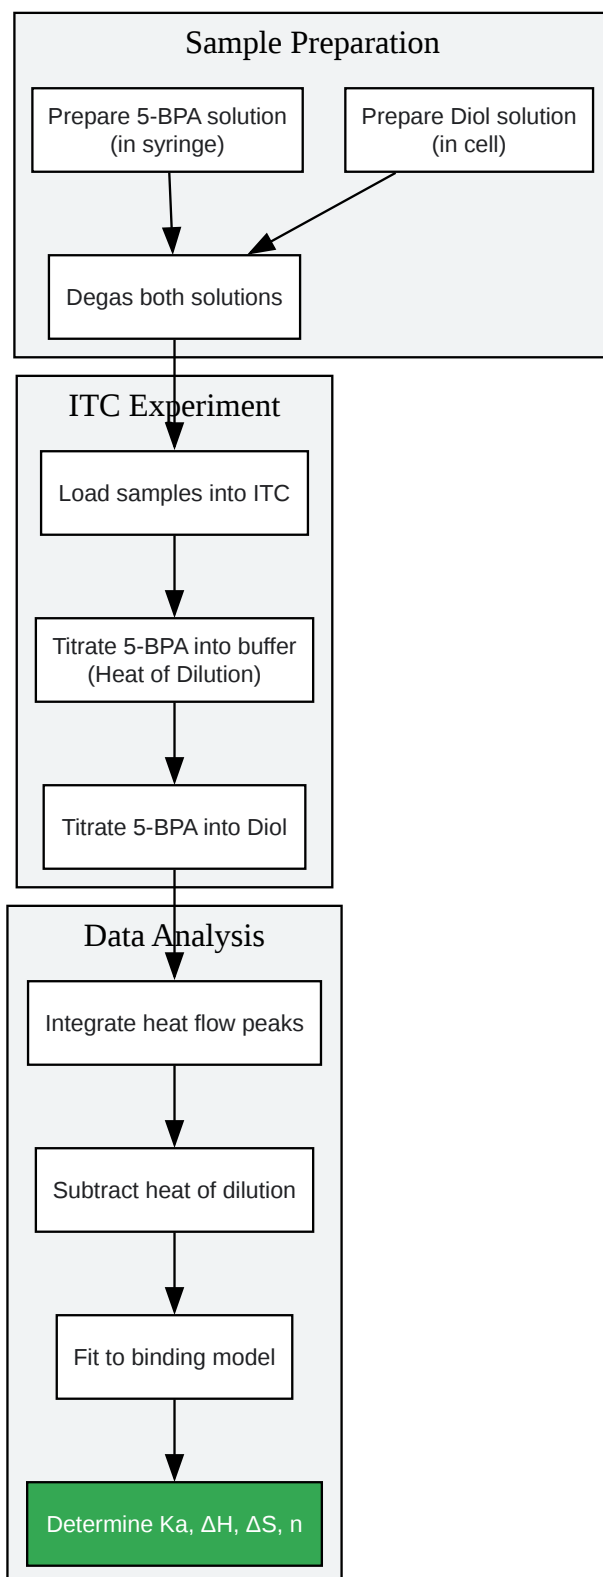 Sample Preparation
Prepare 5-BPA solution
(in syringe)
Prepare Diol solution
(in cell)
Degas both solutions
ITC Experiment
Load samples into ITC
Titrate 5-BPA into buffer
(Heat of Dilution)
Titrate 5-BPA into Diol
Data Analysis
Integrate heat flow peaks
Subtract heat of dilution
Fit to binding model
Determine Ka, ΔH, ΔS, n